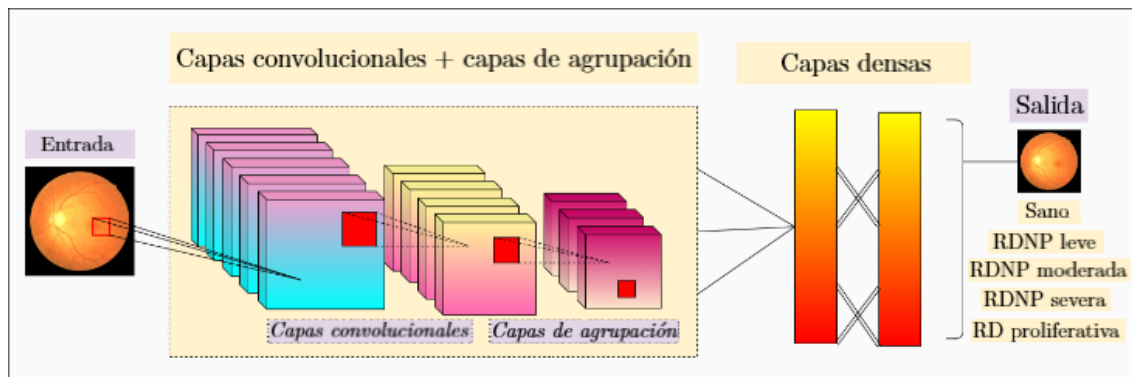 Capas convolucionales + capas de agrupación
Capas densas
Entrada
Salida
Capas convolucionales
Capas de agrupación
Sano
RDNP leve
RDNP moderada
RDNP severa
RD proliferativa